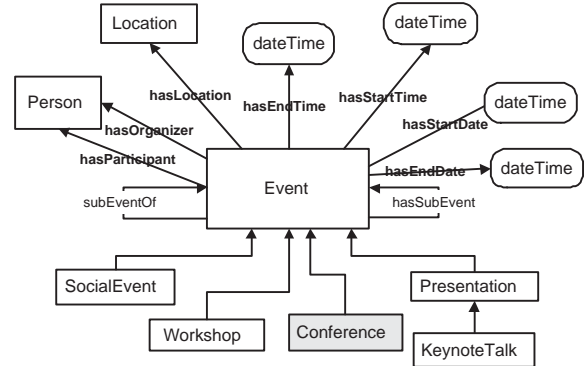 Location
dateTime
dateTime
Person
hasLocation
hasEndTime
hasStartTime
dateTime
hasOrganizer
hasStartDate
hasParticipant
hasEndDate
dateTime
Event
subEventOf
hasSubEvent
SocialEvent
Presentation
Workshop
Conference
KeynoteTalk